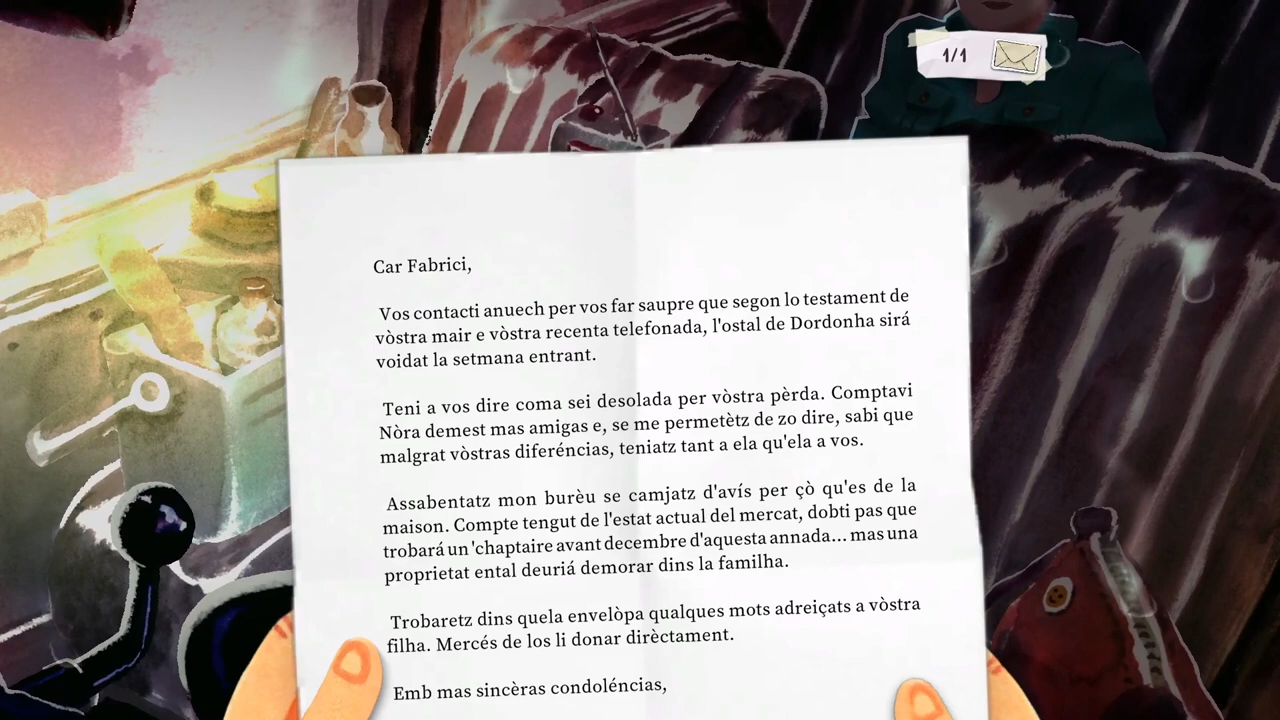 1/1
Car Fabrici,
Vos contacti anuech per vos far saupre que segon lo testament de
vòstra mair e vòstra recenta telefonada, l'ostal de Dordonha sirá
voidat la setmana entrant.
Teni a vos dire coma sei desolada per vòstra pèrda. Comptavi
Nòra demest mas amigas e, se me permetètz de zo dire, sabi que
malgrat vòstras diferéncias, teniatz tant a ela qu'ela a vos.
Assabentatz mon burèu se camjatz d'avís per çò qu'es de la
maison. Compte tengut de l'estat actual del mercat, dobti pas que
trobará un 'chaptaire avant decembre d'aquesta annada... mas una
proprietat ental deuriá demorar dins la familha.
Trobaretz dins quela envelòpa qualques mots adreiçats a vòstra
filha. Mercés de los li donar dirèctament.
Emb mas sincèras condoléncias,